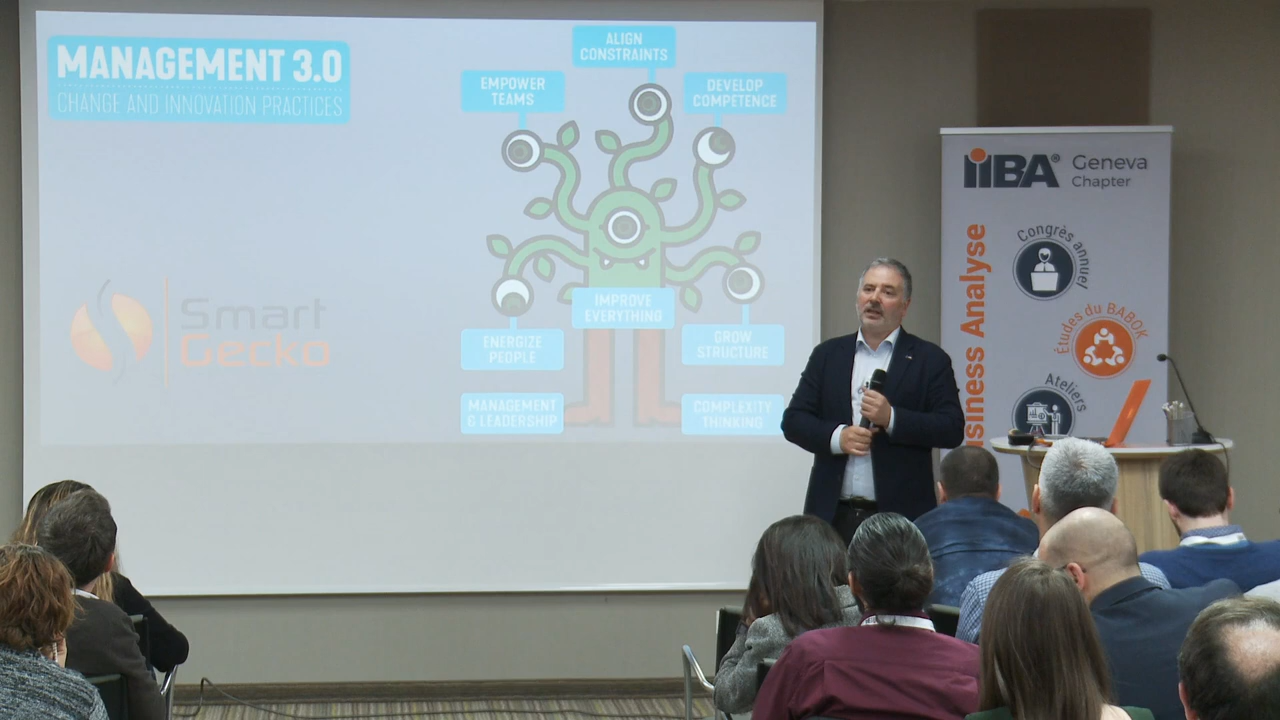 MANAGEMENT 3.0
CHANGE AND INNOVATION PRACTICES
ALIGN
CONSTRAINTS
EMPOWER
TEAMS
DEVELOP
COMPETENCE
IMPROVE
EVERYTHING
ENERGIZE
PEOPLE
GROW
STRUCTURE
MANAGEMENT
& LEADERSHIP
COMPLEXITY
THINKING
Smart
Gecko
iiBA® Geneva
Chapter
Congrès annuel
Études du BABOK
Ateliers
Analyse